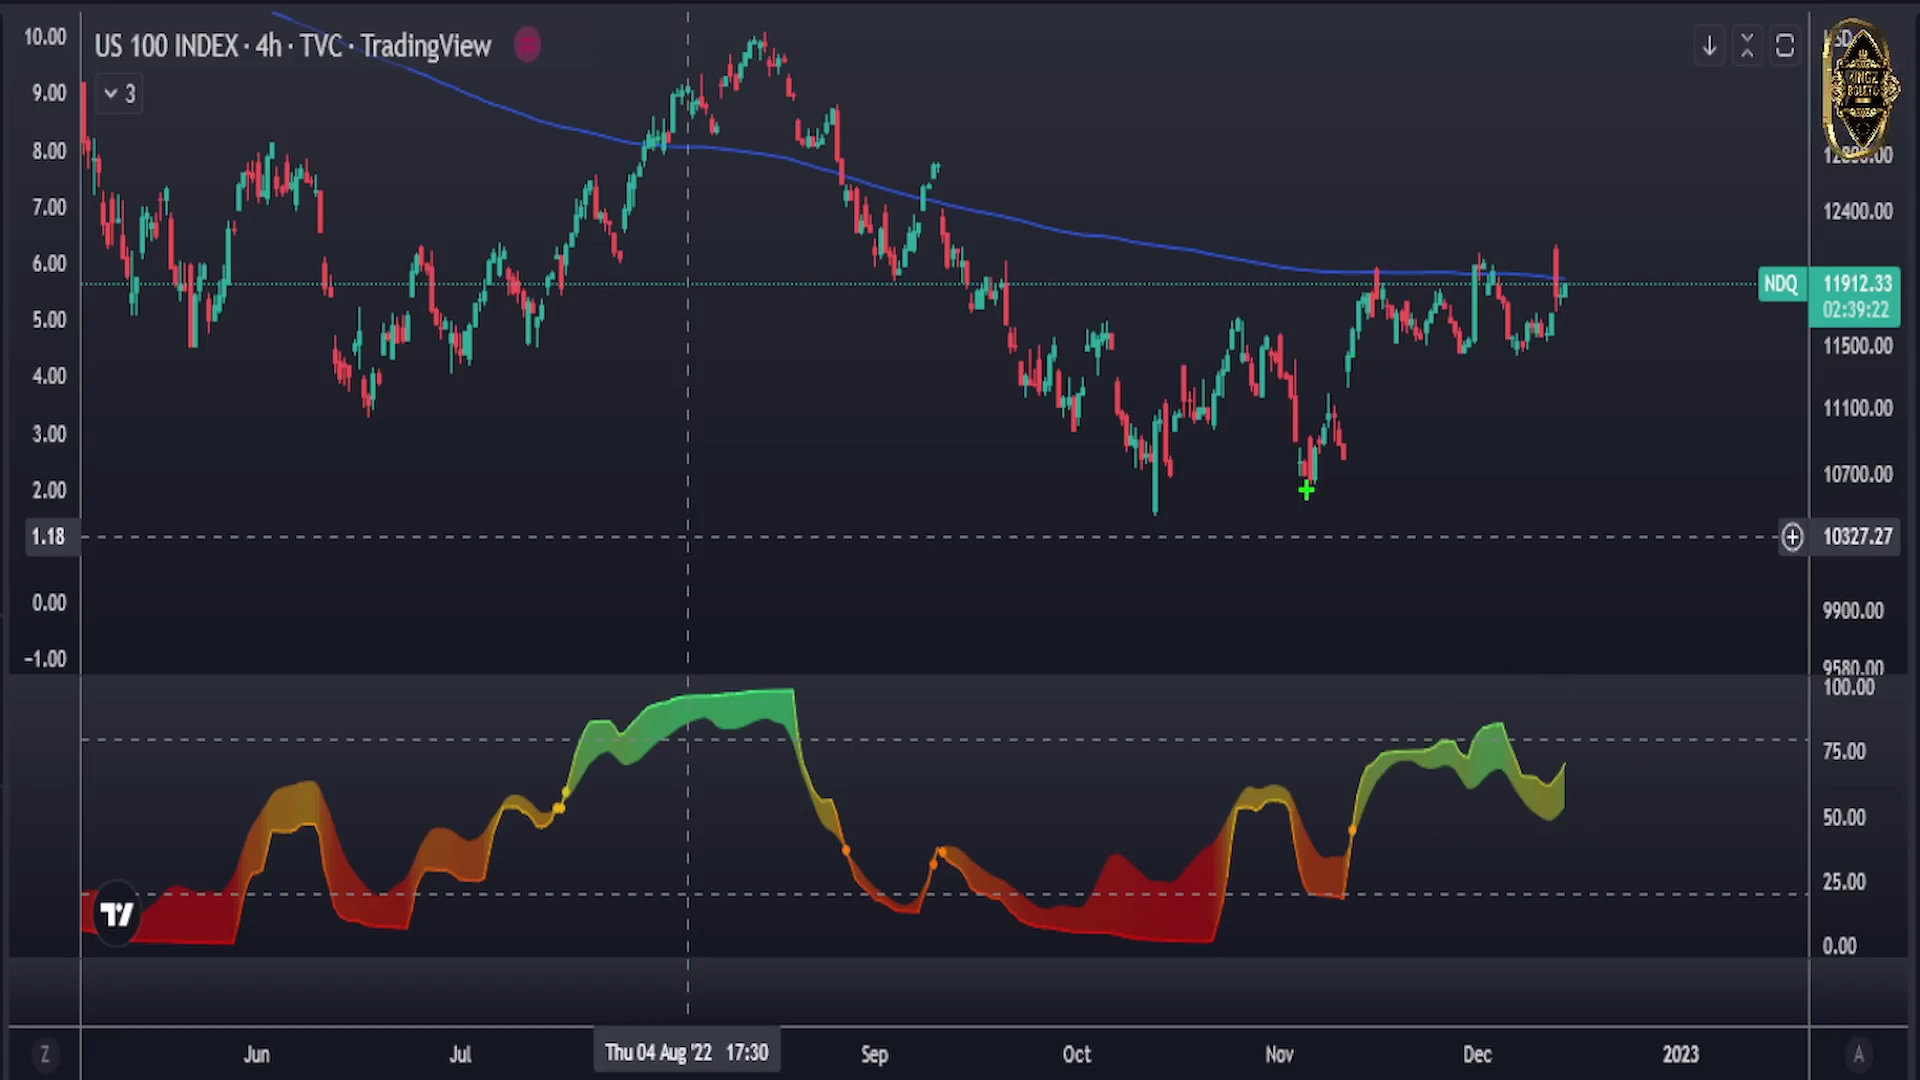 US 100 INDEX · 4h · TVC · TradingView
3
10.00
9.00
8.00
7.00
6.00
5.00
4.00
3.00
2.00
1.18
0.00
−1.00
KINGZ
12800.00
12400.00
NDQ 11912.33
02:39:22
11500.00
11100.00
10700.00
10327.27
9900.00
9580.00
100.00
75.00
50.00
25.00
0.00
Z
Jun
Jul
Thu 04 Aug '22 17:30
Sep
Oct
Nov
Dec
2023
A